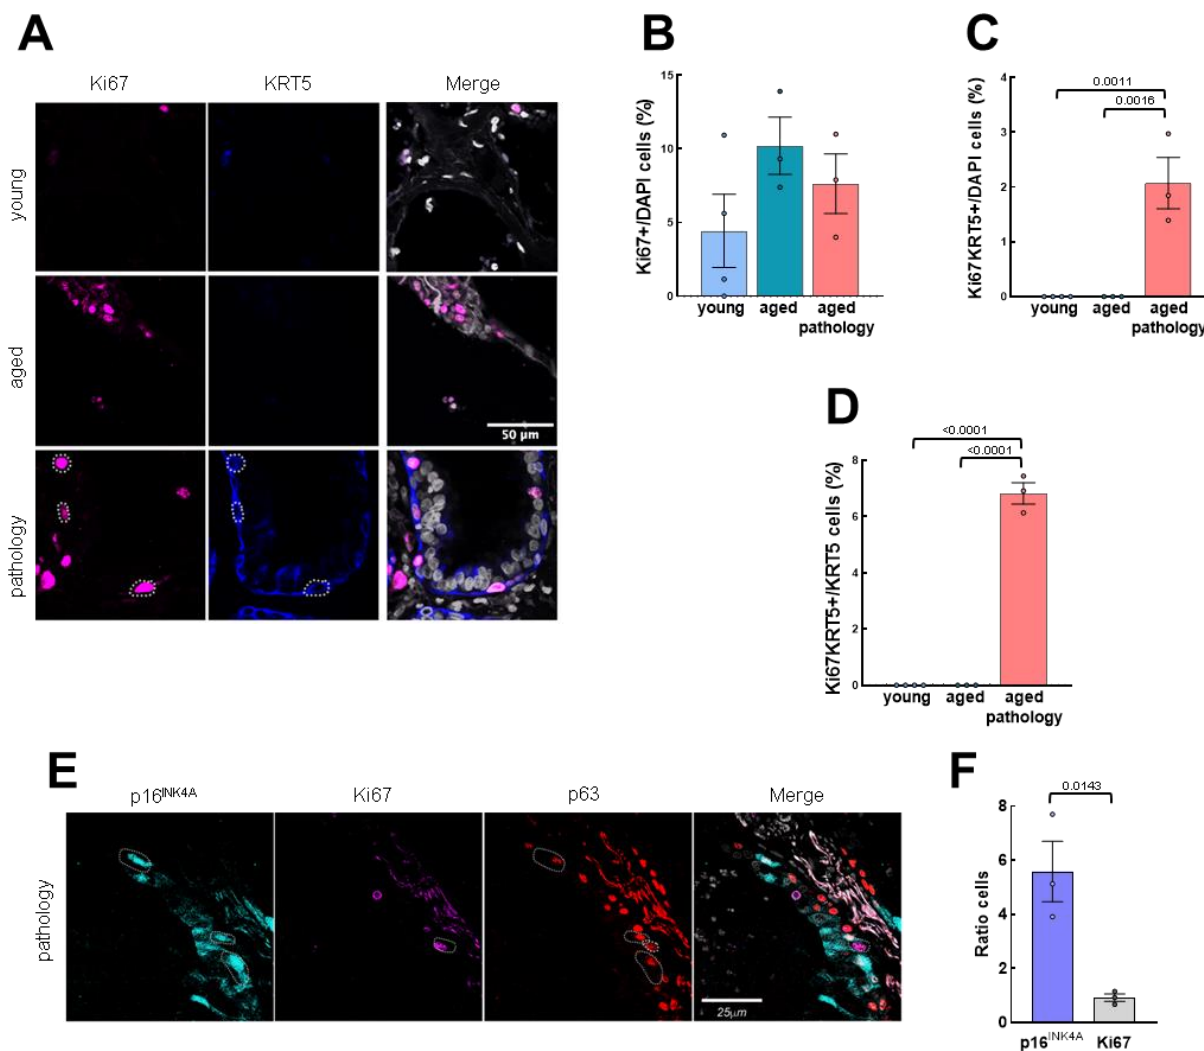 A
Ki67 KRT5 Merge
young
aged
50 µm
pathology
B
Ki67+/DAPI cells (%)
15
10
5
0
young aged aged
pathology
C
Ki67KRT5+/DAPI cells (%)
4
3
2
1
0
0.0011
0.0016
young aged aged
pathology
D
Ki67KRT5+/KRT5 cells (%)
8
6
4
2
0
<0.0001
<0.0001
young aged aged
pathology
E
p16INK4A Ki67 p63 Merge
pathology
25µm
F
Ratio cells
8
6
4
2
0
0.0143
p16INK4A Ki67